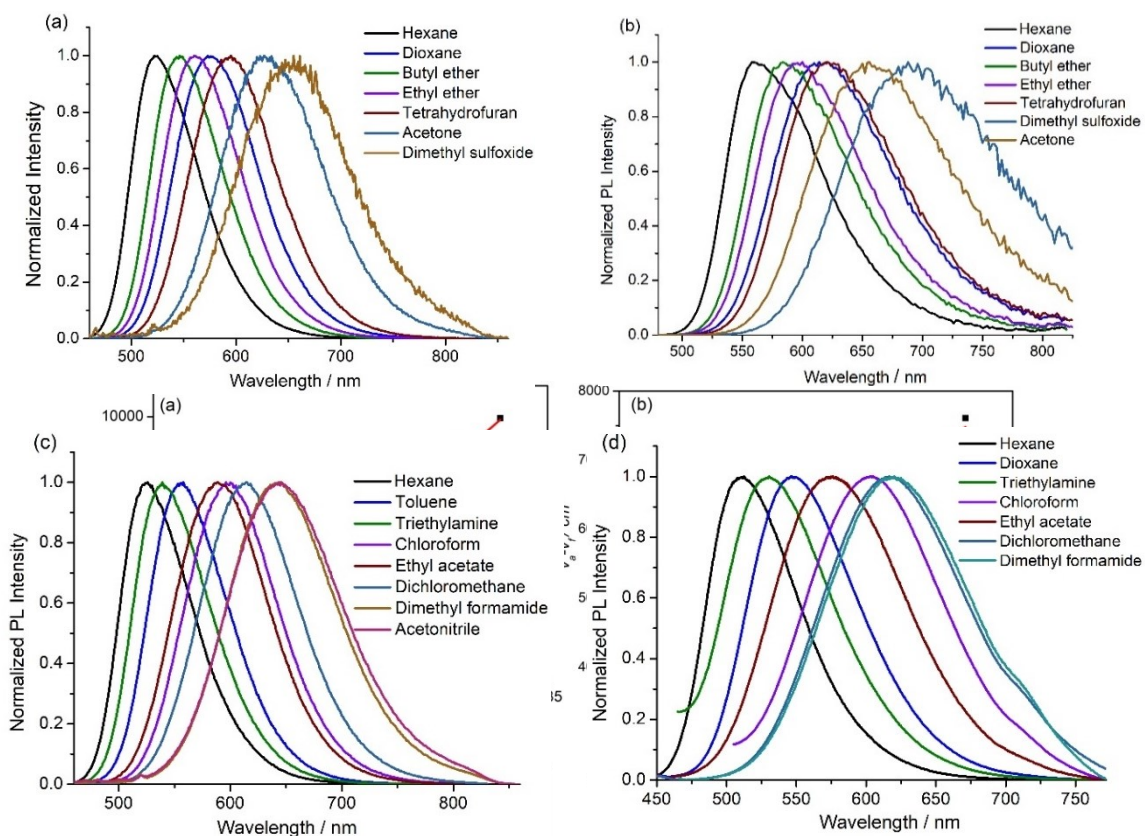 (a)
Hexane
Dioxane
Butyl ether
Ethyl ether
Tetrahydrofuran
Acetone
Dimethyl sulfoxide
Normalized Intensity
1.0
0.8
0.6
0.4
0.2
0.0
500 600 700 800
Wavelength / nm
(b)
Hexane
Dioxane
Butyl ether
Ethyl ether
Tetrahydrofuran
Dimethyl sulfoxide
Acetone
Normalized PL Intensity
1.0
0.8
0.6
0.4
0.2
0.0
500 550 600 650 700 750 800
Wavelength / nm
10000
(a)
8000
(b)
(c)
Hexane
Toluene
Triethylamine
Chloroform
Ethyl acetate
Dichloromethane
Dimethyl formamide
Acetonitrile
Normalized PL Intensity
1.0
0.8
0.6
0.4
0.2
0.0
500 600 700 800
Wavelength / nm
(d)
Hexane
Dioxane
Triethylamine
Chloroform
Ethyl acetate
Dichloromethane
Dimethyl formamide
Normalized PL Intensity
1.0
0.8
0.6
0.4
0.2
0.0
450 500 550 600 650 700 750
Wavelength / nm